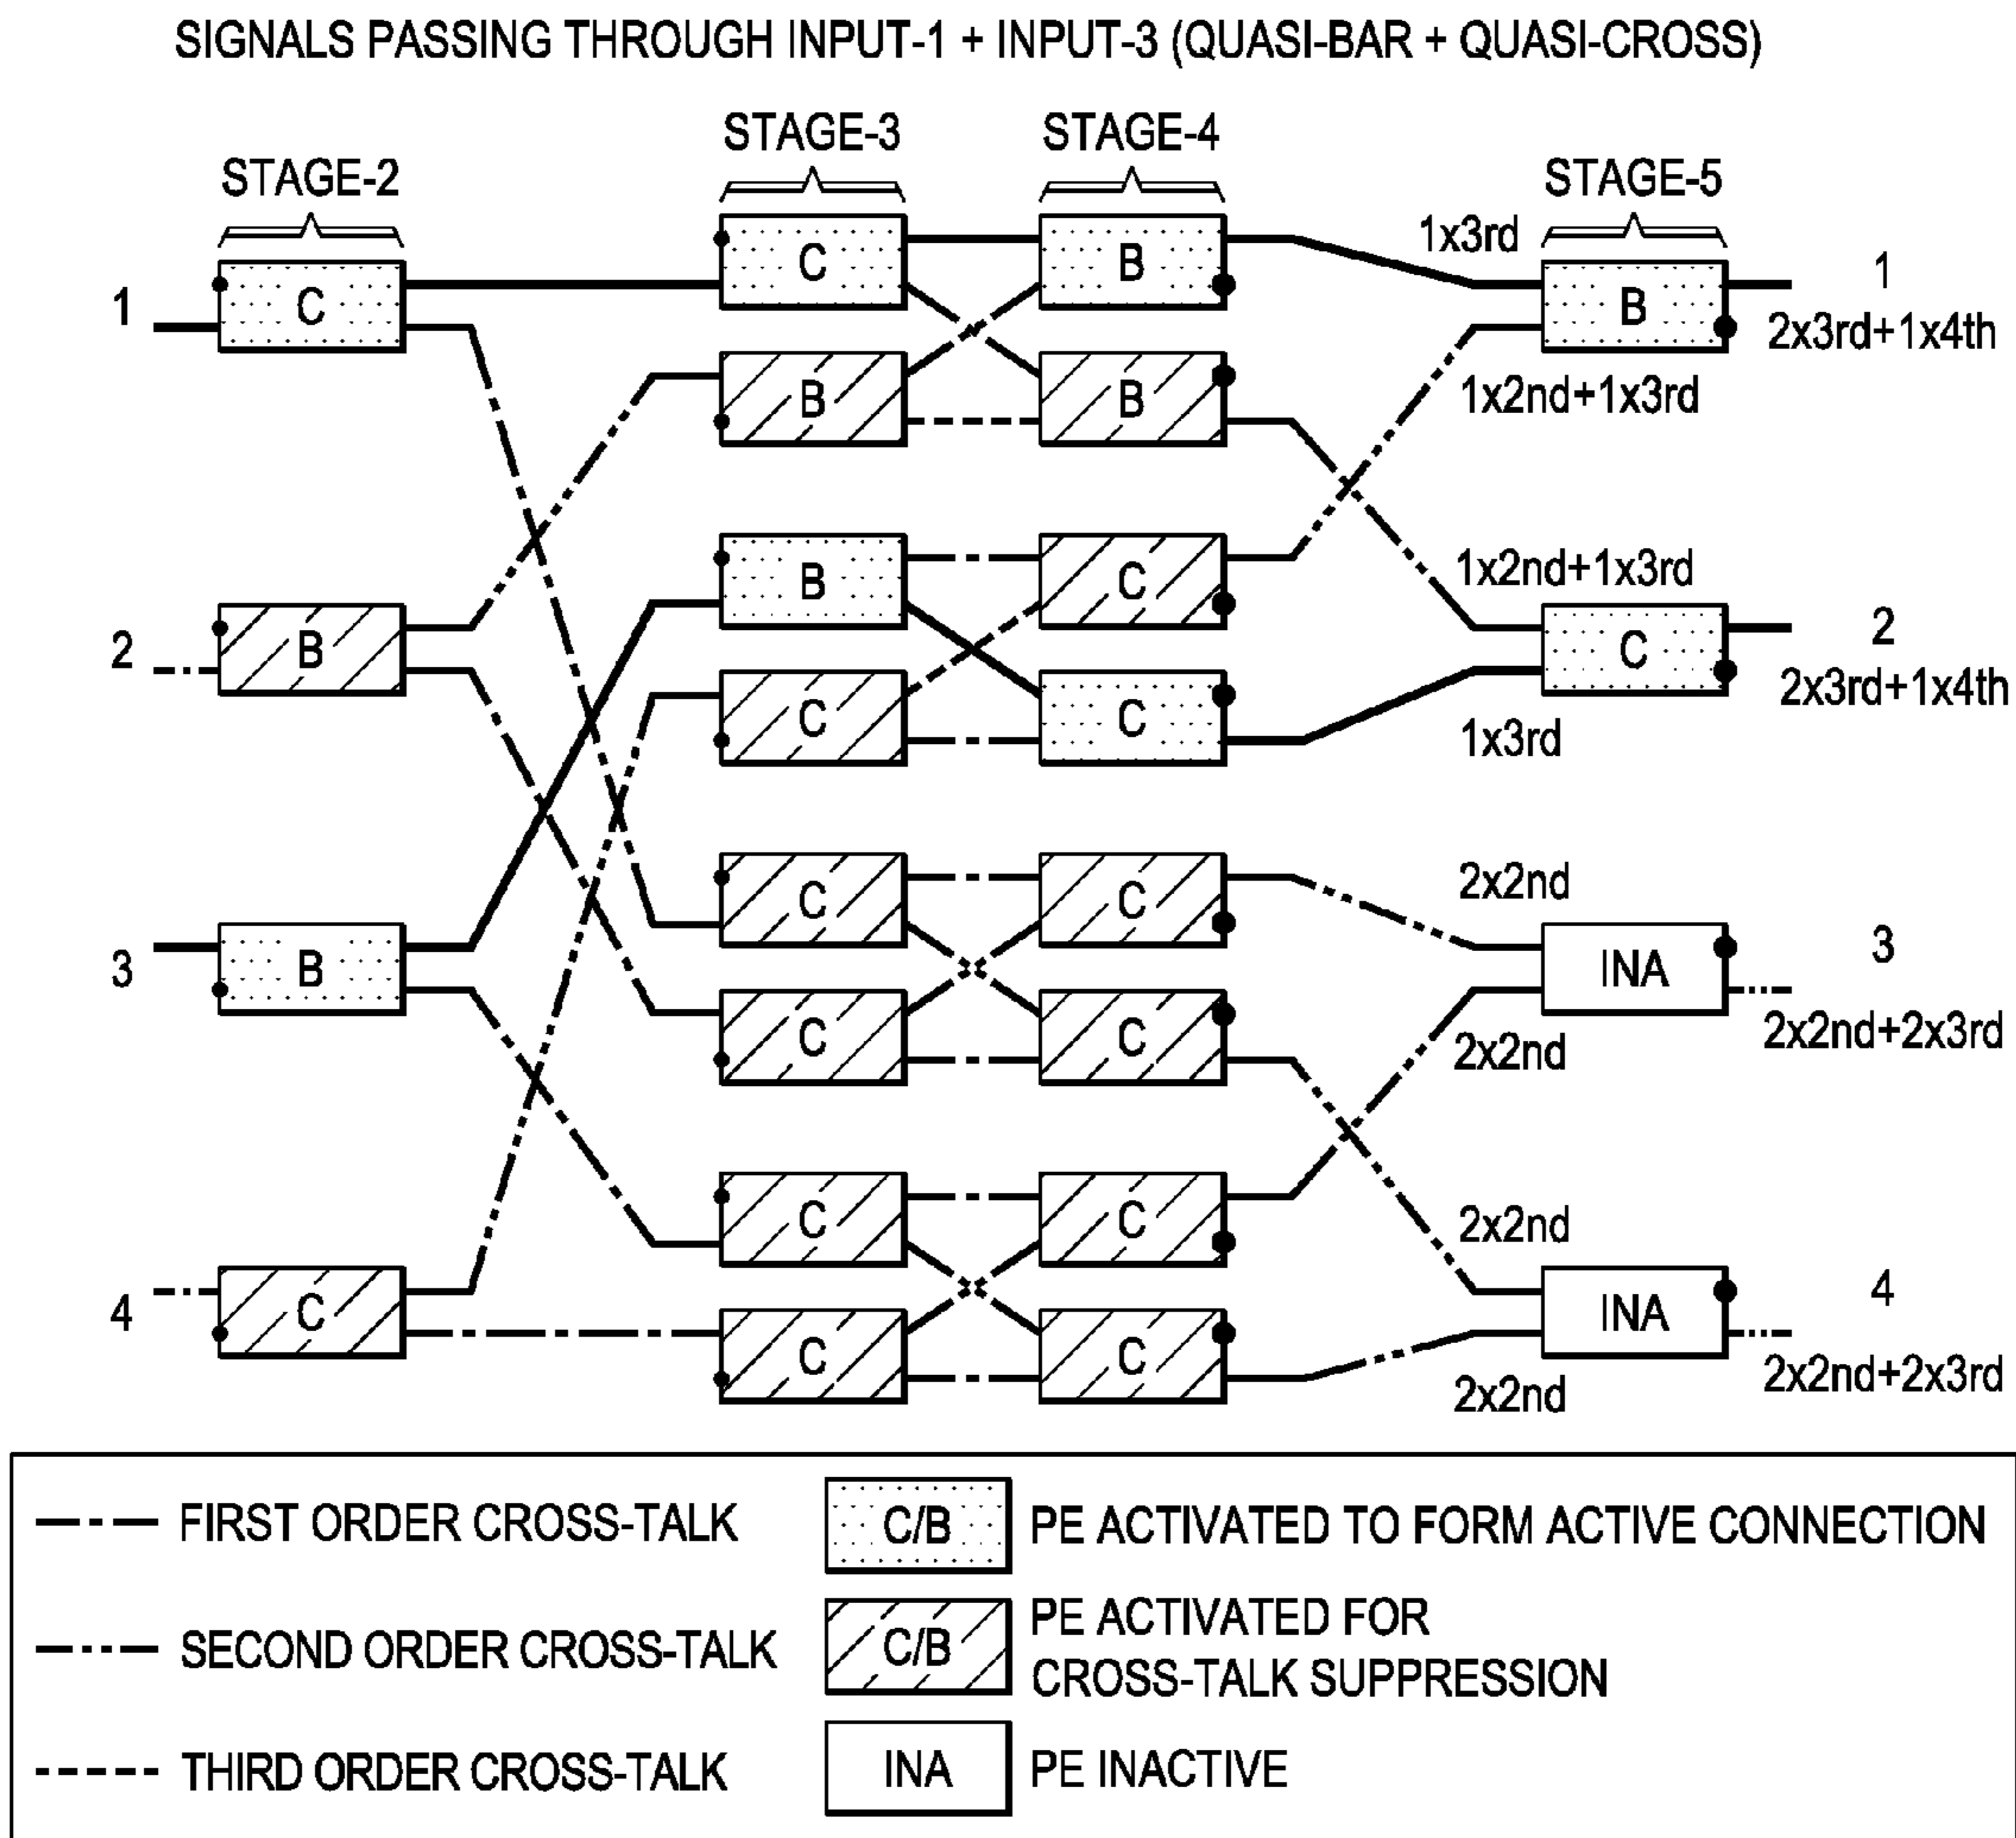 SIGNALS PASSING THROUGH INPUT-1 + INPUT-3 (QUASI-BAR + QUASI-CROSS)
STAGE-2
STAGE-3
STAGE-4
STAGE-5
1
C
C
B
1x3rd
B
1
2x3rd+1x4th
B
B
1x2nd+1x3rd
2
B
B
C
1x2nd+1x3rd
C
2
2x3rd+1x4th
C
C
1x3rd
3
B
C
C
2x2nd
INA
3
2x2nd+2x3rd
C
C
2x2nd
4
C
C
C
2x2nd
INA
4
2x2nd+2x3rd
C
C
2x2nd
FIRST ORDER CROSS-TALK
C/B
PE ACTIVATED TO FORM ACTIVE CONNECTION
SECOND ORDER CROSS-TALK
C/B
PE ACTIVATED FOR
CROSS-TALK SUPPRESSION
THIRD ORDER CROSS-TALK
INA
PE INACTIVE